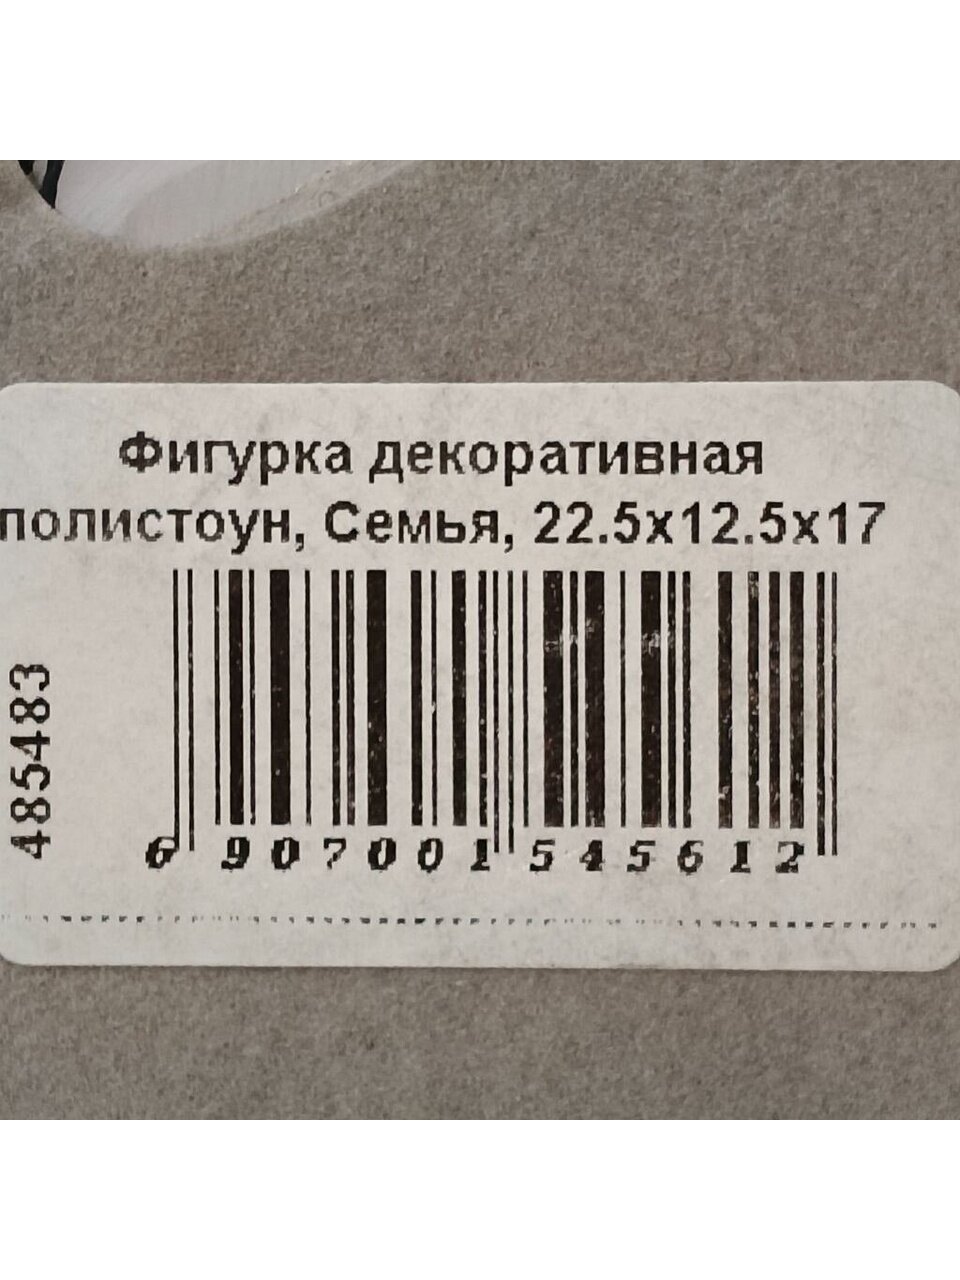 Фигурка декоративная
полистоун, Семья, 22.5x12.5x17
485483
6 907001 545612